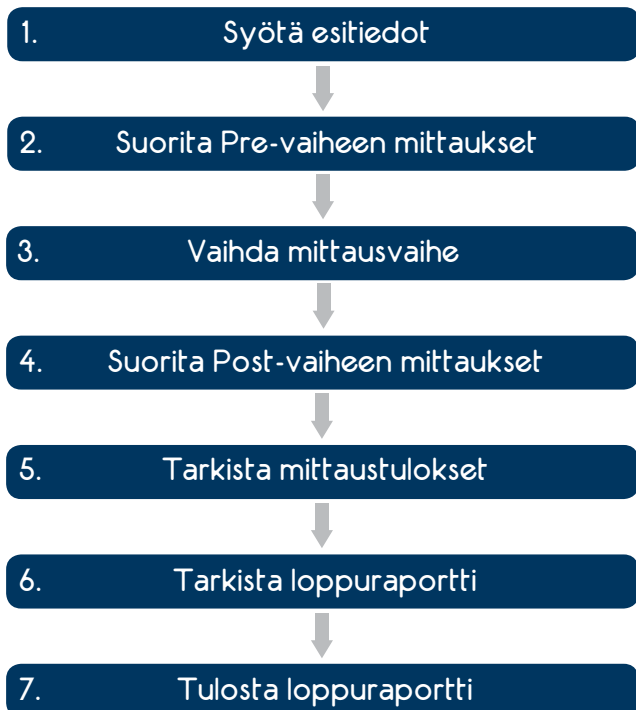 1. Syötä esitiedot
2. Suorita Pre-vaiheen mittaukset
3. Vaihda mittausvaihe
4. Suorita Post-vaiheen mittaukset
5. Tarkista mittaustulokset
6. Tarkista loppuraportti
7. Tulosta loppuraportti